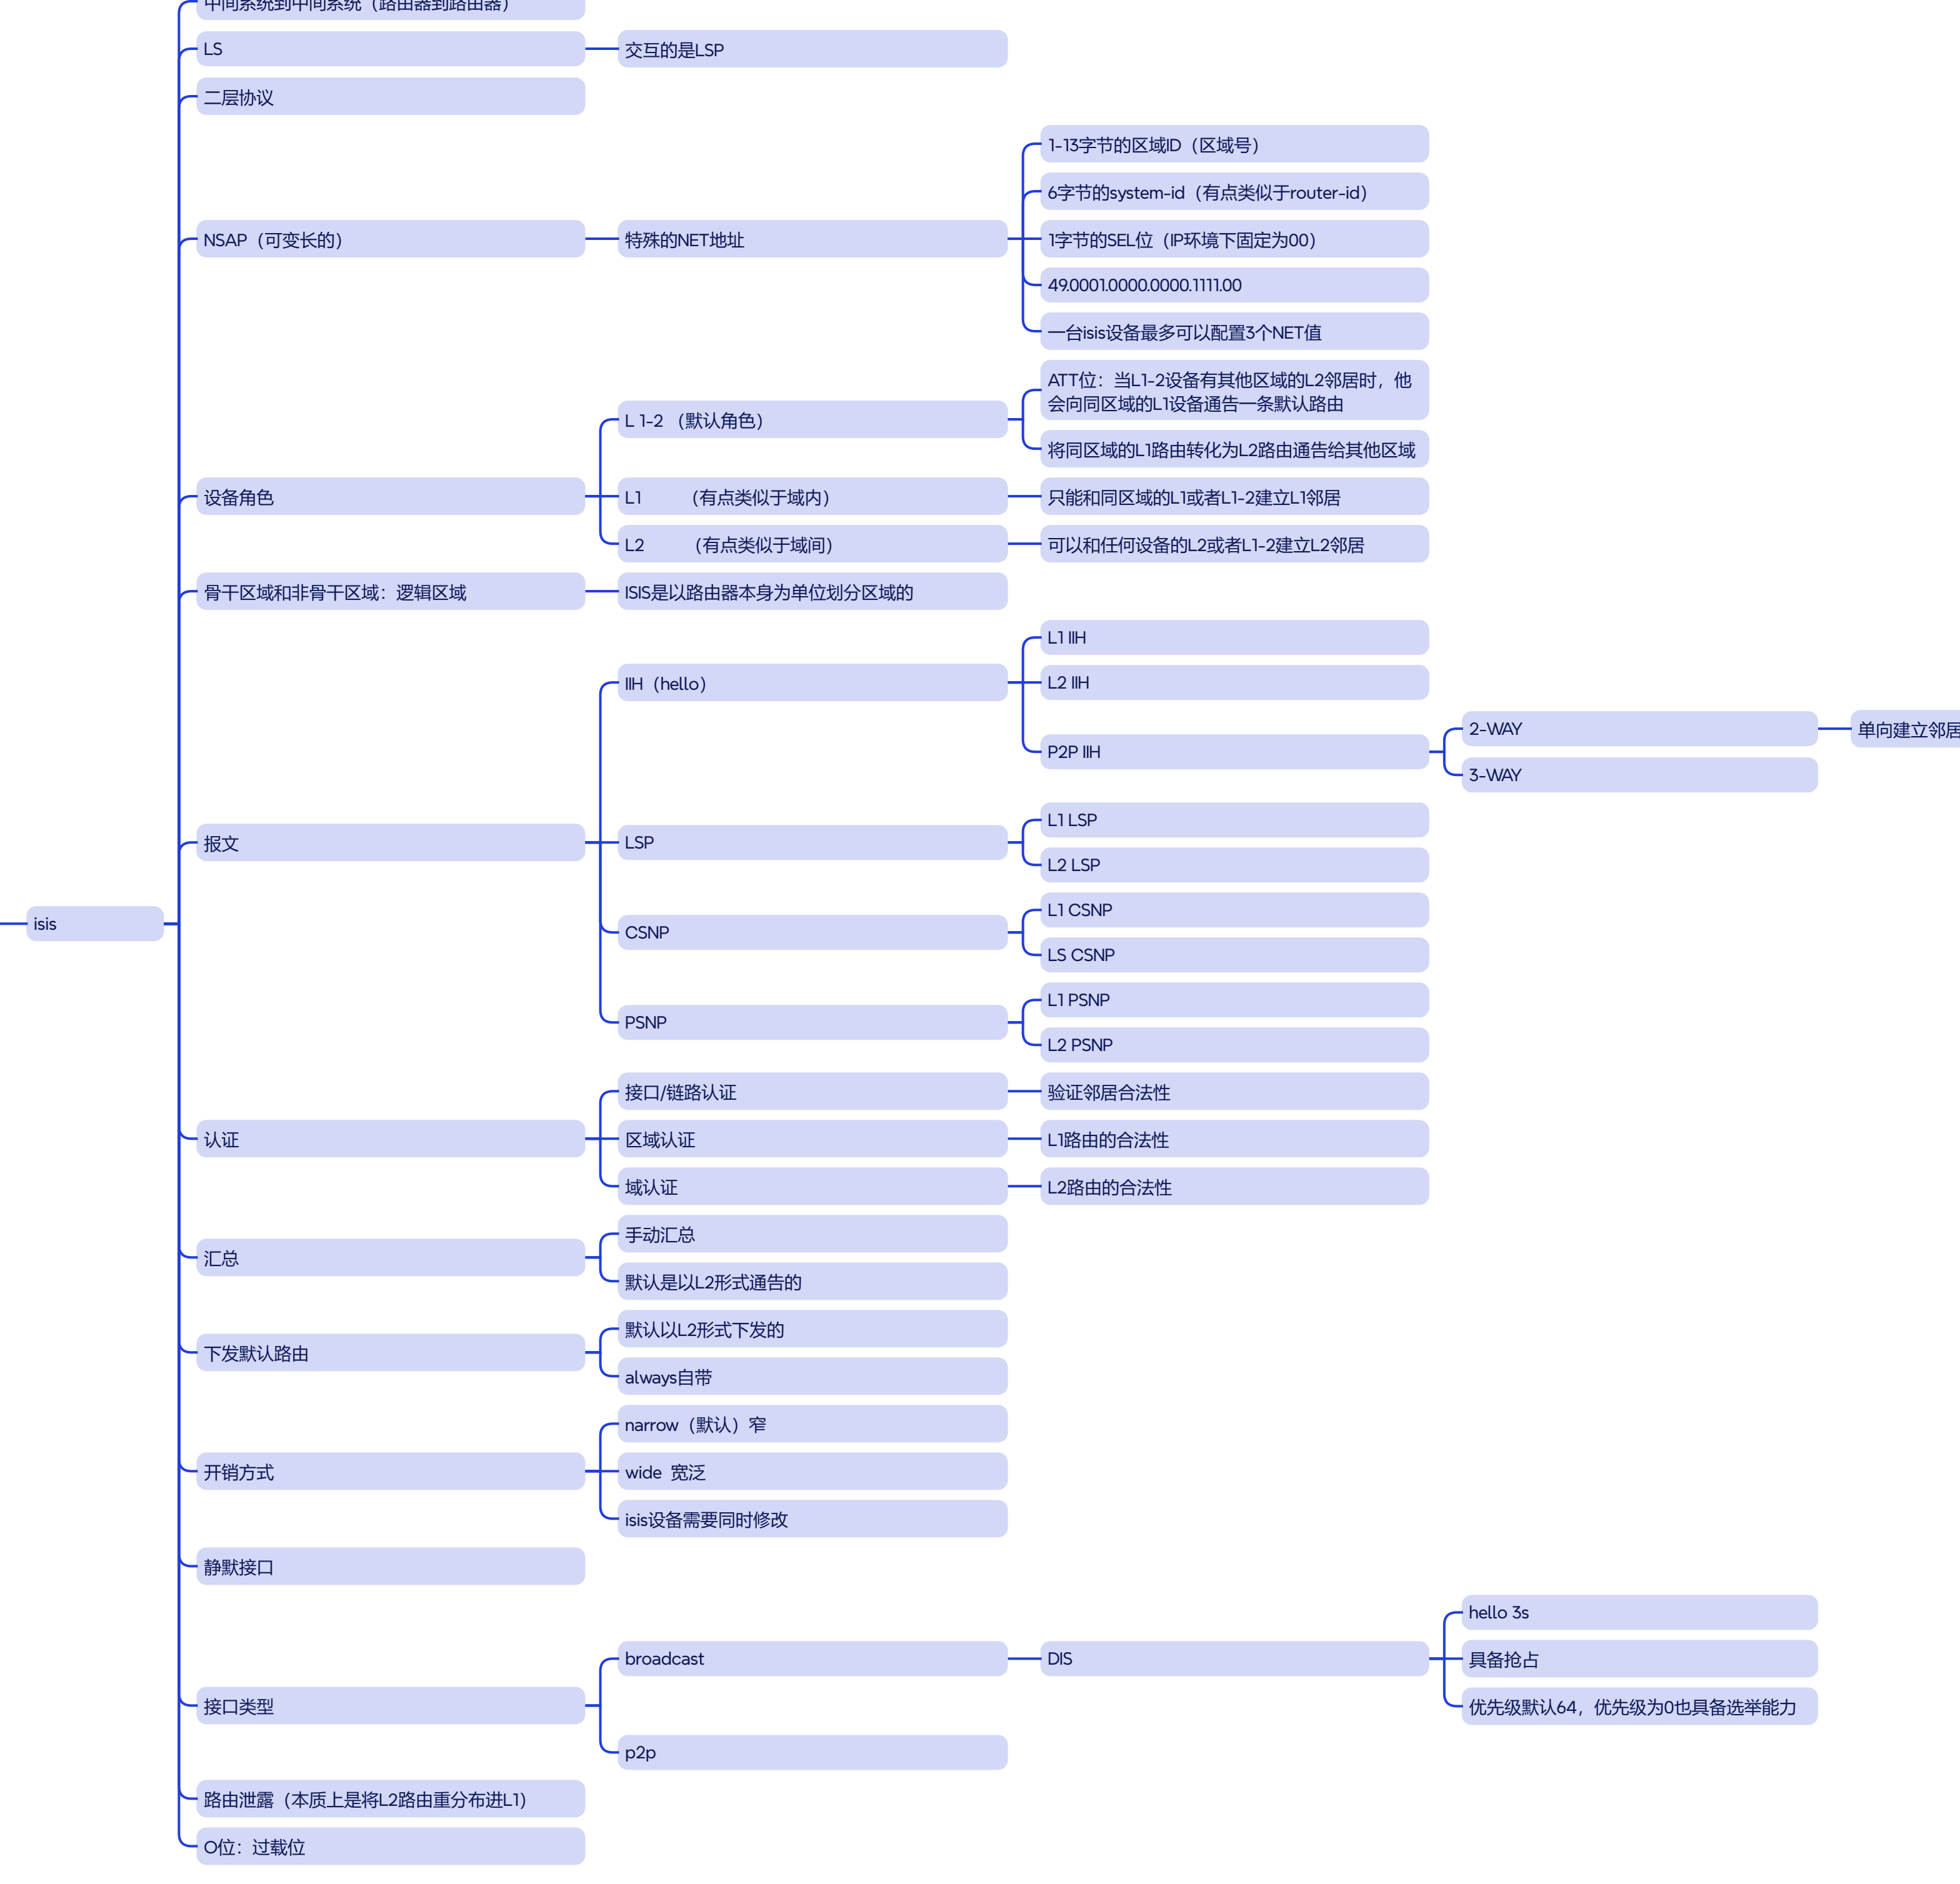 中间系统到中间系统（路由器到路由器）
LS
交互的是LSP
二层协议
NSAP（可变长的）
特殊的NET地址
1-13字节的区域ID（区域号）
6字节的system-id（有点类似于router-id）
1字节的SEL位（IP环境下固定为00）
49.0001.0000.0000.1111.00
一台isis设备最多可以配置3个NET值
设备角色
L 1-2 （默认角色）
ATT位：当L1-2设备有其他区域的L2邻居时，他
会向同区域的L1设备通告一条默认路由
将同区域的L1路由转化为L2路由通告给其他区域
L1 （有点类似于域内）
只能和同区域的L1或者L1-2建立L1邻居
L2 （有点类似于域间）
可以和任何设备的L2或者L1-2建立L2邻居
骨干区域和非骨干区域：逻辑区域
ISIS是以路由器本身为单位划分区域的
isis
报文
IIH（hello）
L1 IIH
L2 IIH
P2P IIH
2-WAY
单向建立邻居
3-WAY
LSP
L1 LSP
L2 LSP
CSNP
L1 CSNP
LS CSNP
PSNP
L1 PSNP
L2 PSNP
认证
接口/链路认证
验证邻居合法性
区域认证
L1路由的合法性
域认证
L2路由的合法性
汇总
手动汇总
默认是以L2形式通告的
下发默认路由
默认以L2形式下发的
always自带
开销方式
narrow（默认）窄
wide 宽泛
isis设备需要同时修改
静默接口
接口类型
broadcast
DIS
hello 3s
具备抢占
优先级默认64，优先级为0也具备选举能力
p2p
路由泄露（本质上是将L2路由重分布进L1）
O位：过载位